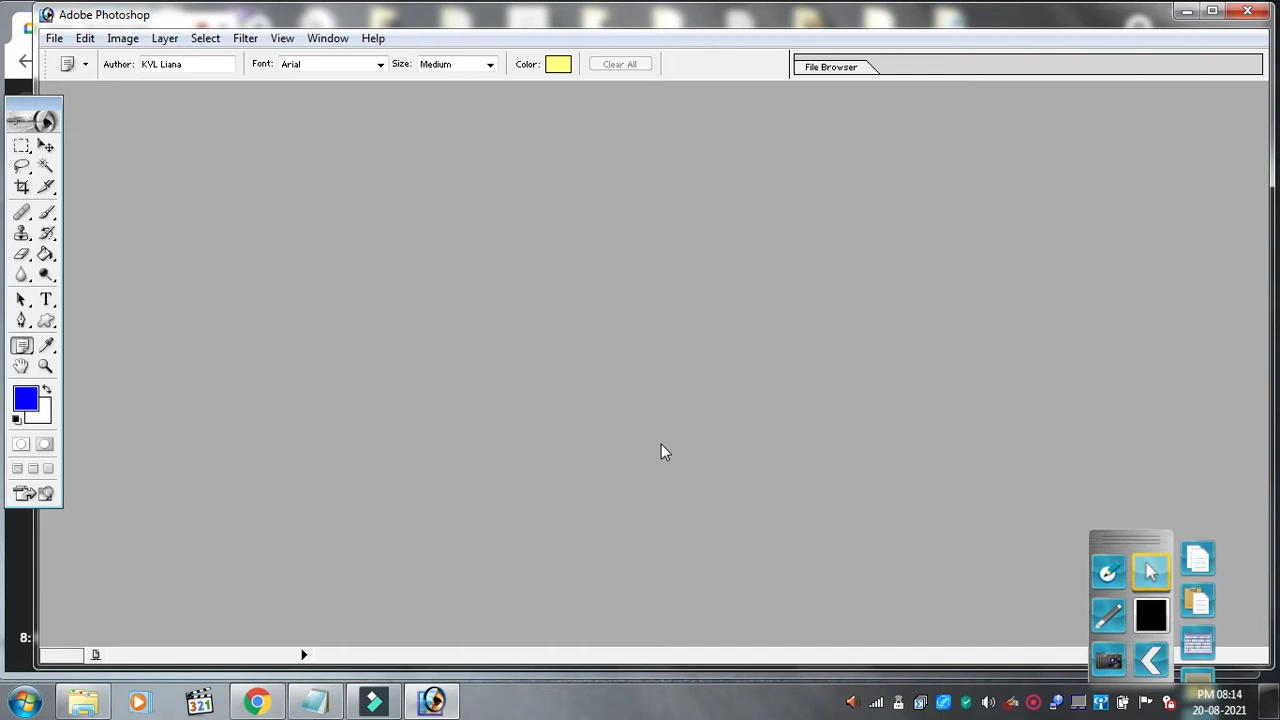 Adobe Photoshop
File Edit Image Layer Select Filter View Window Help
Author: KVL Liana Font: Arial Size: Medium Color: Clear All File Browser
T
8:
321
PM 08:14
20-08-2021